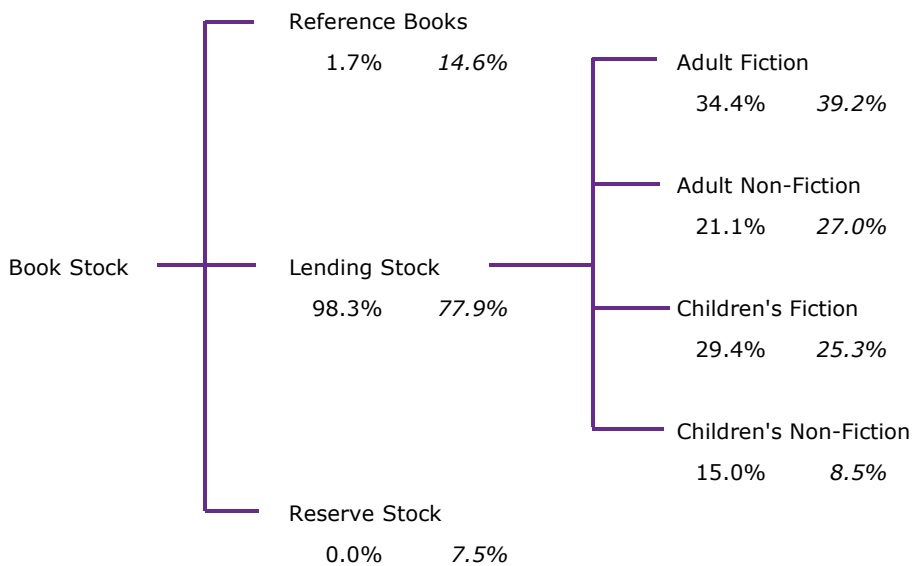 Reference Books
1.7% 14.6%
Adult Fiction
34.4% 39.2%
Adult Non-Fiction
21.1% 27.0%
Book Stock
Lending Stock
98.3% 77.9%
Children's Fiction
29.4% 25.3%
Children's Non-Fiction
15.0% 8.5%
Reserve Stock
0.0% 7.5%